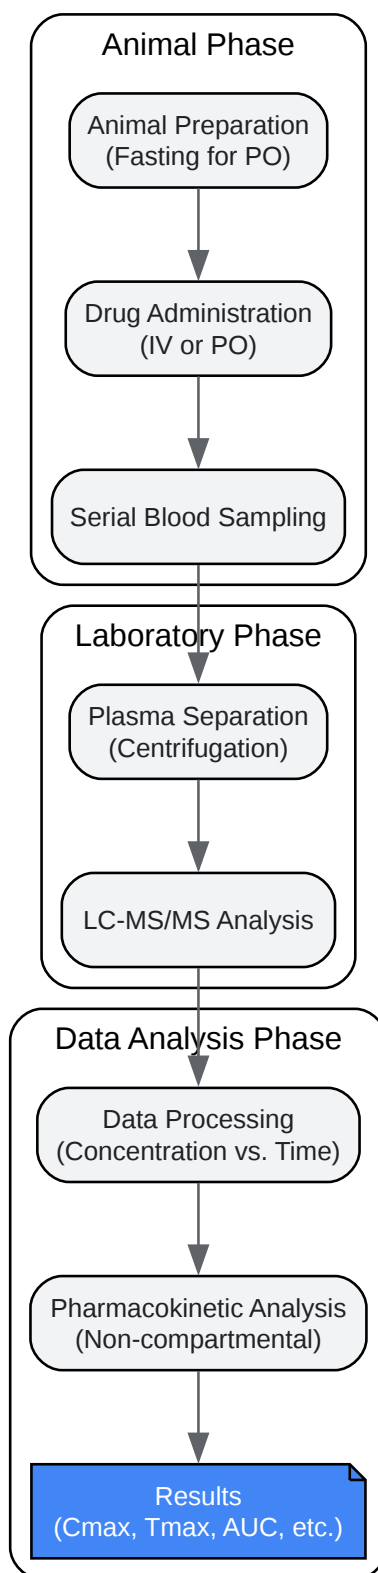 Animal Phase
Animal Preparation
(Fasting for PO)
Drug Administration
(IV or PO)
Serial Blood Sampling
Laboratory Phase
Plasma Separation
(Centrifugation)
LC-MS/MS Analysis
Data Analysis Phase
Data Processing
(Concentration vs. Time)
Pharmacokinetic Analysis
(Non-compartmental)
Results
(Cmax, Tmax, AUC, etc.)